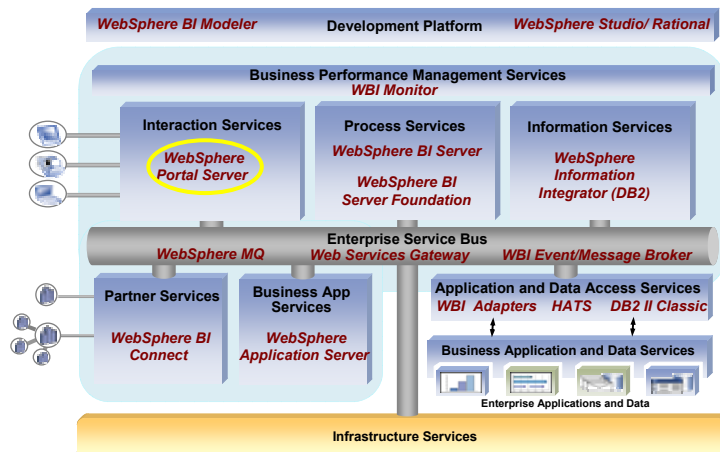 WebSphere BI Modeler
Development Platform
WebSphere Studio/ Rational
Business Performance Management Services
WBI Monitor
Interaction Services
WebSphere
Portal Server
Process Services
WebSphere BI Server
WebSphere BI
Server Foundation
Information Services
WebSphere
Information
Integrator (DB2)
Enterprise Service Bus
WebSphere MQ
Web Services Gateway
WBI Event/Message Broker
Partner Services
WebSphere BI
Connect
Business App
Services
WebSphere
Application Server
Application and Data Access Services
WBI Adapters HATS DB2 II Classic
Business Application and Data Services
Enterprise Applications and Data
Infrastructure Services